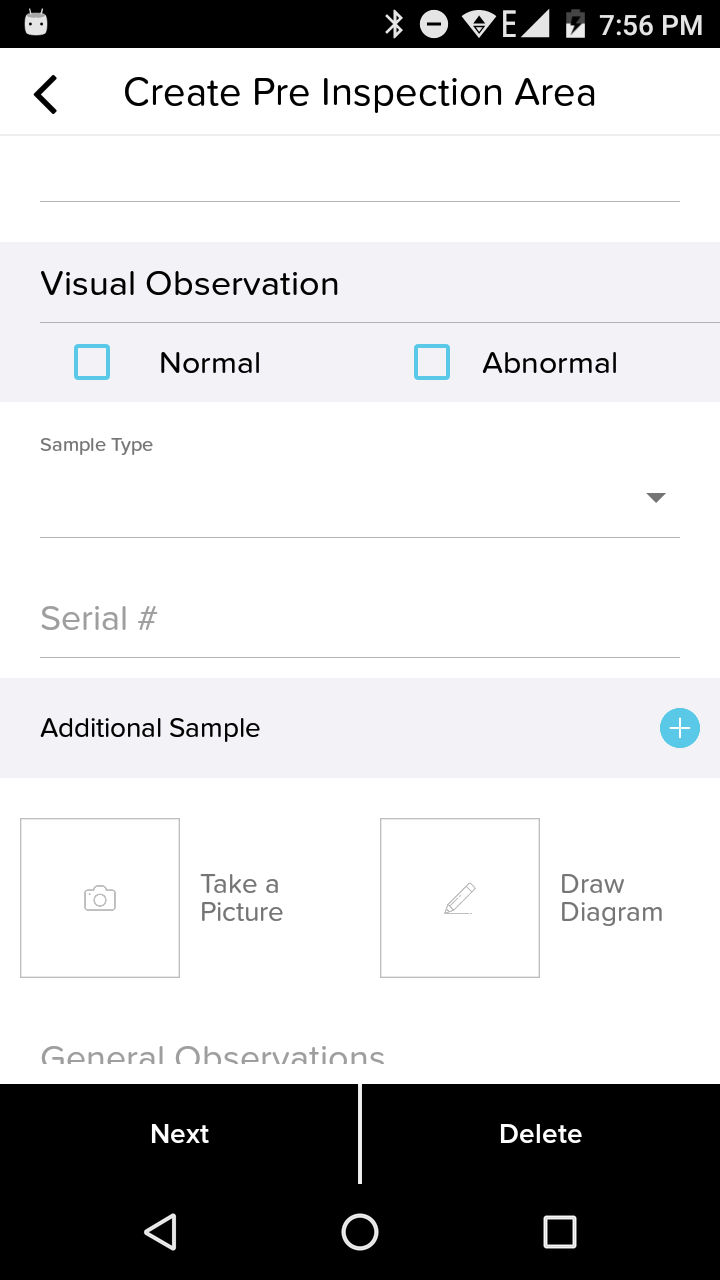 E 7:56 PM
Create Pre Inspection Area
Visual Observation
Normal Abnormal
Sample Type
Serial #
Additional Sample
Take a
Picture
Draw
Diagram
General Observations
Next Delete